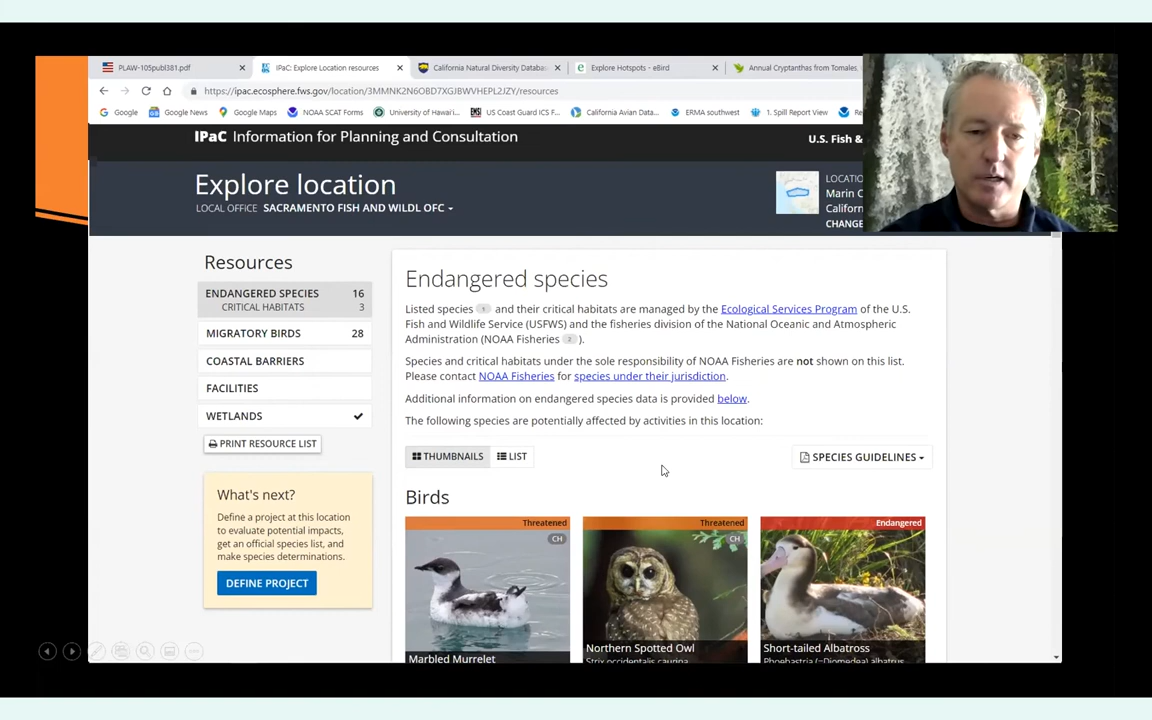 PLAW-105publ381.pdf
IPaC: Explore Location resources
California Natural Diversity Databa
Explore Hotspots - eBird
Annual Cryptanthas from Tomales,
https://ipac.ecosphere.fws.gov/location/3MMNK2N6OBD7XGJBWVHEPL2JZY/resources
Google
Google News
Google Maps
NOAA SCAT Forms
University of Hawai'i...
US Coast Guard ICS F...
California Avian Data...
ERMA southwest
1. Spill Report View
IPaC Information for Planning and Consultation
U.S. Fish &
Explore location
LOCAL OFFICE SACRAMENTO FISH AND WILDL OFC
LOCATIO
Marin C
Californ
CHANGE
Resources
ENDANGERED SPECIES 16
CRITICAL HABITATS 3
MIGRATORY BIRDS 28
COASTAL BARRIERS
FACILITIES
WETLANDS
PRINT RESOURCE LIST
What's next?
Define a project at this location
to evaluate potential impacts,
get an official species list, and
make species determinations.
DEFINE PROJECT
Endangered species
Listed species 1 and their critical habitats are managed by the Ecological Services Program of the U.S.
Fish and Wildlife Service (USFWS) and the fisheries division of the National Oceanic and Atmospheric
Administration (NOAA Fisheries 2 ).
Species and critical habitats under the sole responsibility of NOAA Fisheries are not shown on this list.
Please contact NOAA Fisheries for species under their jurisdiction.
Additional information on endangered species data is provided below.
The following species are potentially affected by activities in this location:
THUMBNAILS
LIST
SPECIES GUIDELINES
Birds
Threatened
CH
Marbled Murrelet
Threatened
CH
Northern Spotted Owl
Strix occidentalis caurina
Endangered
Short-tailed Albatross
Phoebastria (=Diomedea) albatrus